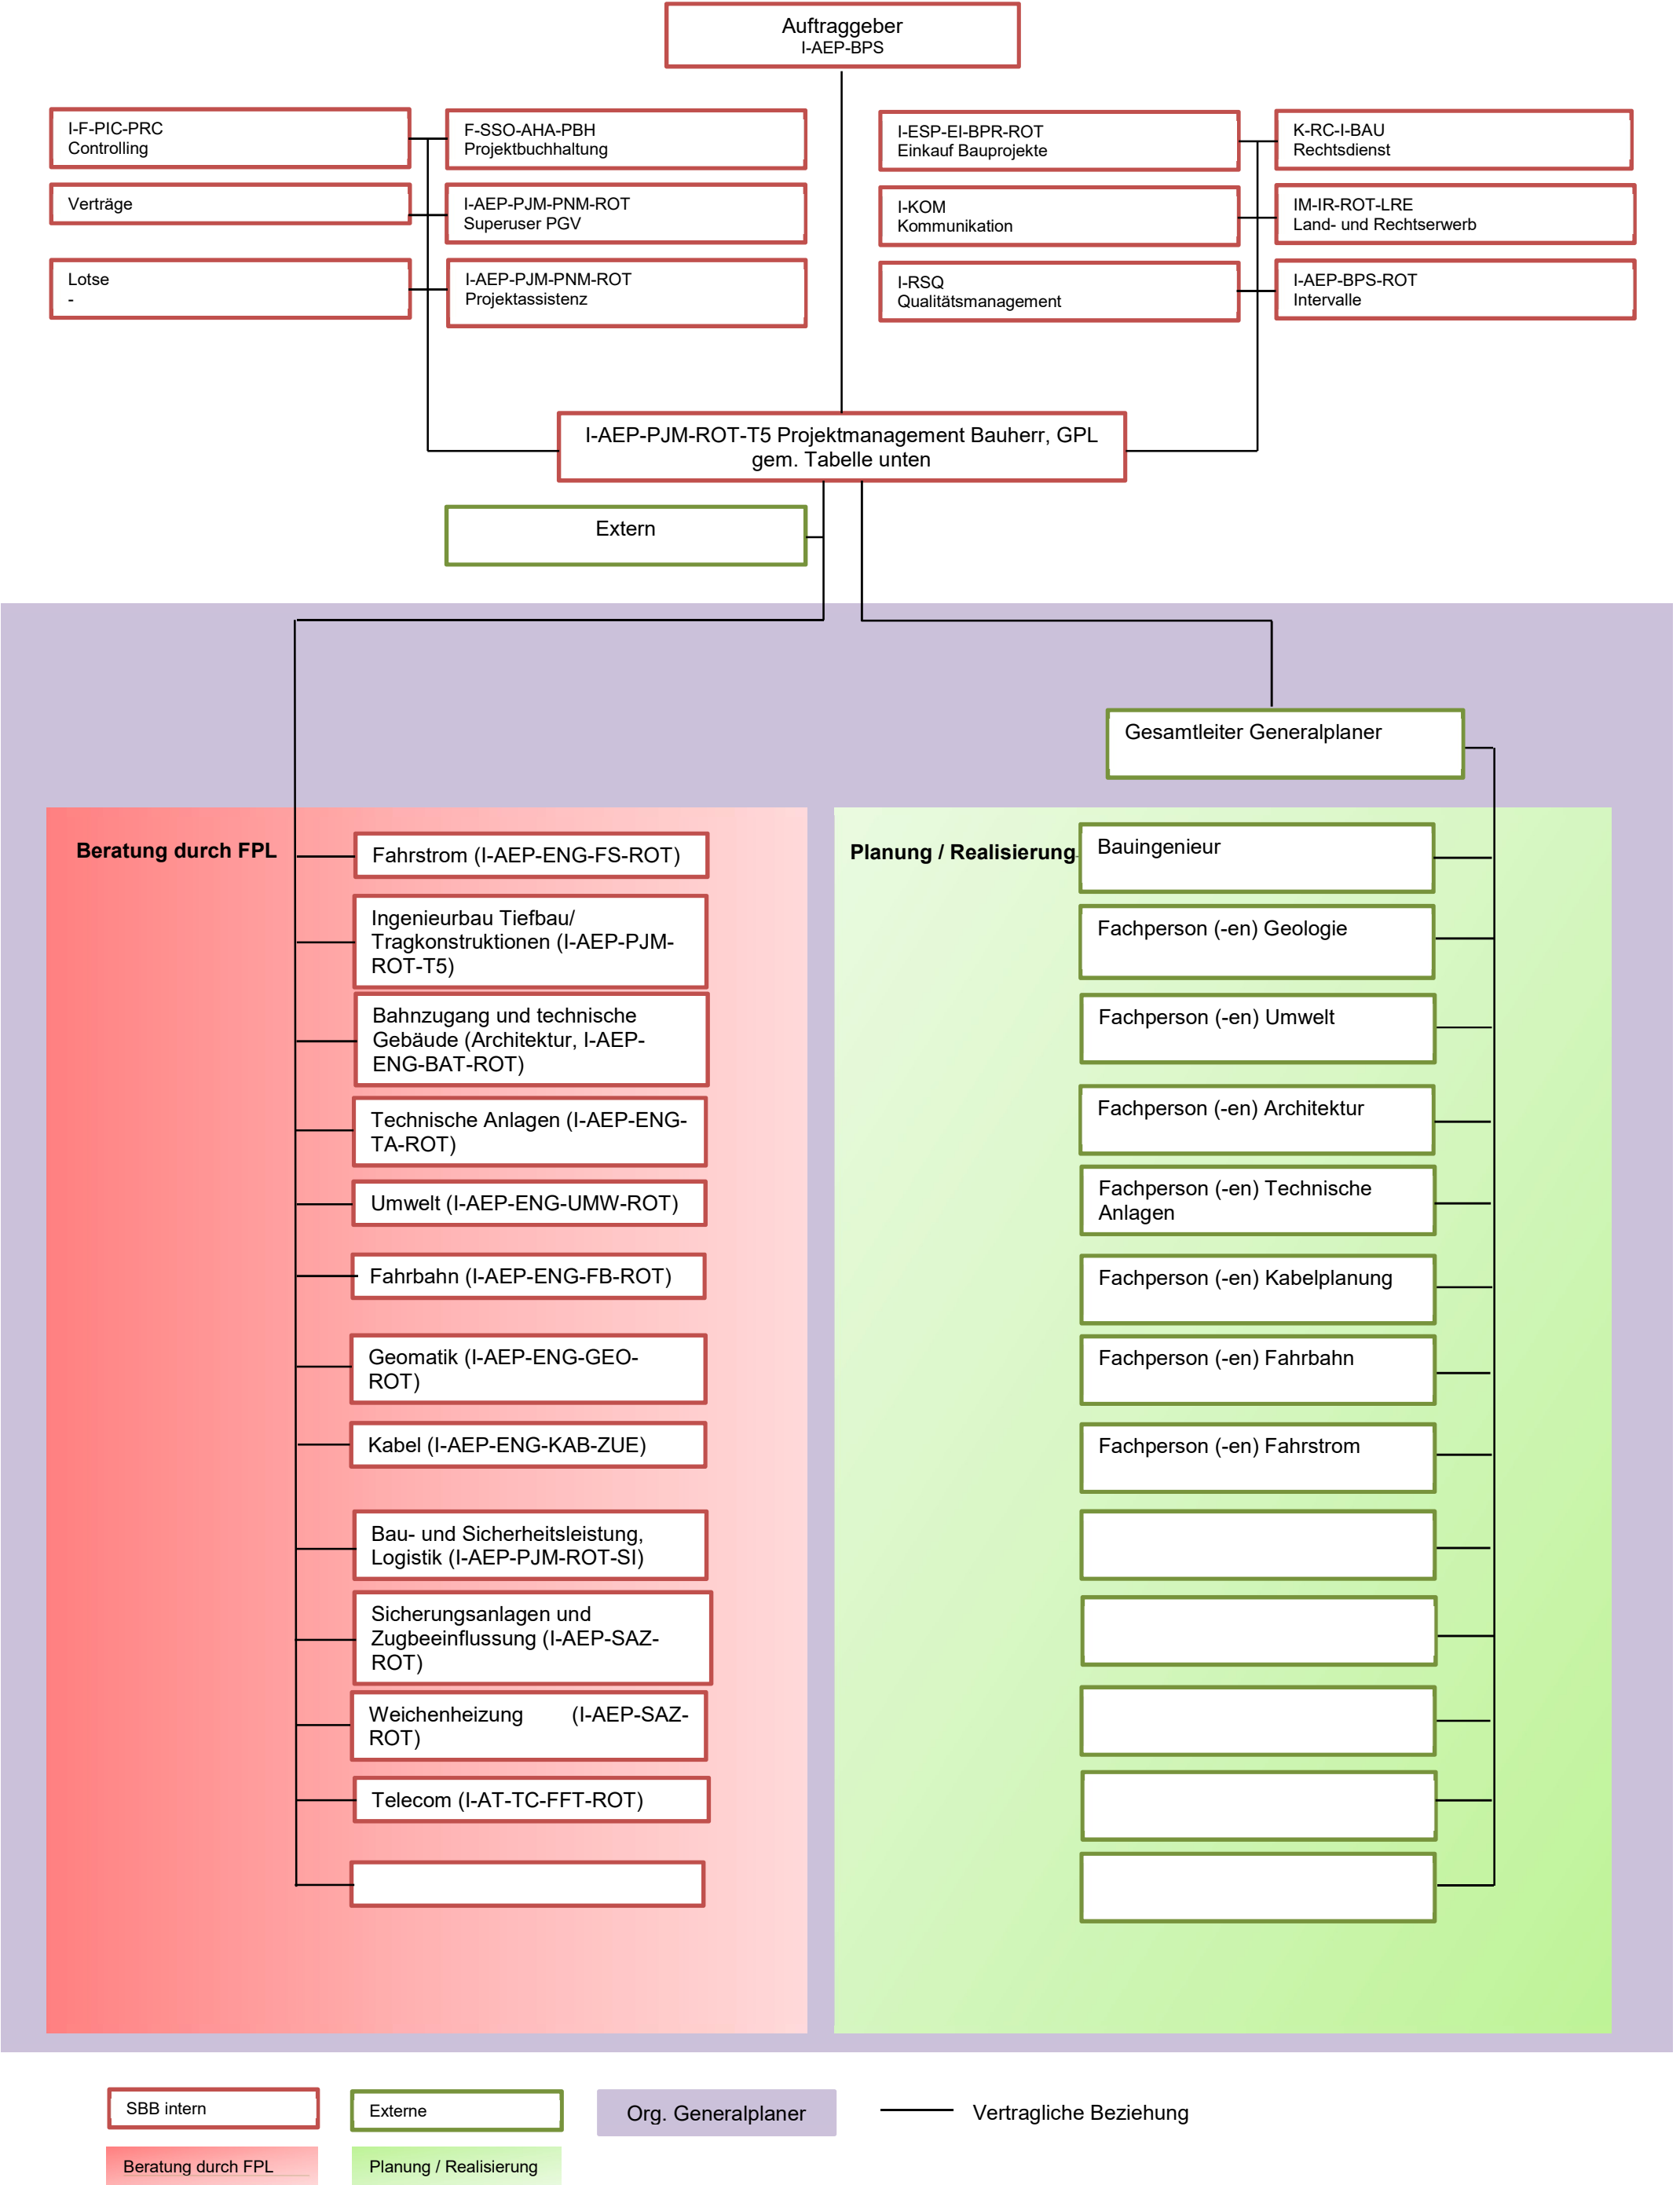 Auftraggeber
I-AEP-BPS
I-F-PIC-PRC
Controlling
F-SSO-AHA-PBH
Projektbuchhaltung
I-ESP-EI-BPR-ROT
Einkauf Bauprojekte
K-RC-I-BAU
Rechtsdienst
Verträge
I-AEP-PJM-PNM-ROT
Superuser PGV
I-KOM
Kommunikation
IM-IR-ROT-LRE
Land- und Rechtserwerb
Lotse
-
I-AEP-PJM-PNM-ROT
Projektassistenz
I-RSQ
Qualitätsmanagement
I-AEP-BPS-ROT
Intervalle
I-AEP-PJM-ROT-T5 Projektmanagement Bauherr, GPL
gem. Tabelle unten
Extern
Gesamtleiter Generalplaner
Beratung durch FPL
Fahrstrom (I-AEP-ENG-FS-ROT)
Ingenieurbau Tiefbau/
Tragkonstruktionen (I-AEP-PJM-
ROT-T5)
Bahnzugang und technische
Gebäude (Architektur, I-AEP-
ENG-BAT-ROT)
Technische Anlagen (I-AEP-ENG-
TA-ROT)
Umwelt (I-AEP-ENG-UMW-ROT)
Fahrbahn (I-AEP-ENG-FB-ROT)
Geomatik (I-AEP-ENG-GEO-
ROT)
Kabel (I-AEP-ENG-KAB-ZUE)
Bau- und Sicherheitsleistung,
Logistik (I-AEP-PJM-ROT-SI)
Sicherungsanlagen und
Zugbeeinflussung (I-AEP-SAZ-
ROT)
Weichenheizung (I-AEP-SAZ-
ROT)
Telecom (I-AT-TC-FFT-ROT)
Planung / Realisierung
Bauingenieur
Fachperson (-en) Geologie
Fachperson (-en) Umwelt
Fachperson (-en) Architektur
Fachperson (-en) Technische
Anlagen
Fachperson (-en) Kabelplanung
Fachperson (-en) Fahrbahn
Fachperson (-en) Fahrstrom
SBB intern
Externe
Org. Generalplaner
Vertragliche Beziehung
Beratung durch FPL
Planung / Realisierung